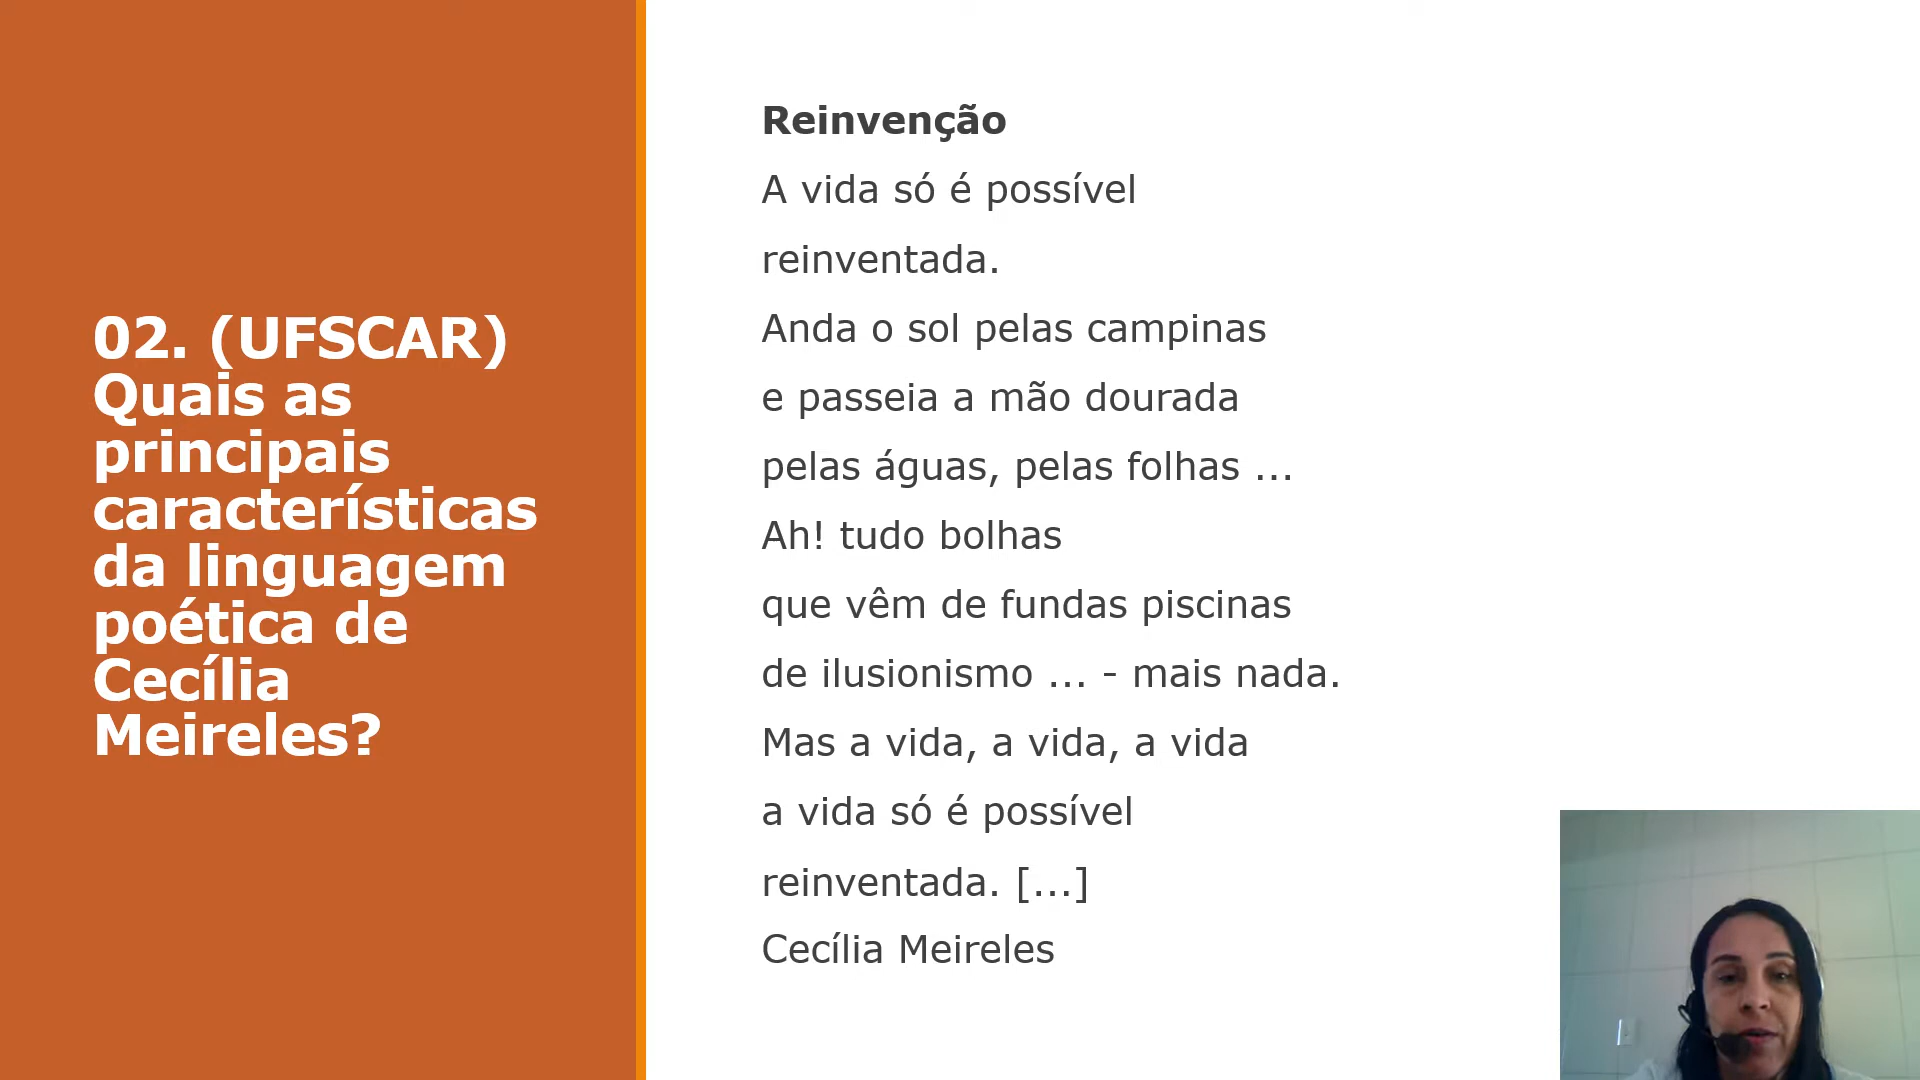 02. (UFSCAR)
Quais as
principais
características
da linguagem
poética de
Cecília
Meireles?
Reinvenção
A vida só é possível
reinventada.
Anda o sol pelas campinas
e passeia a mão dourada
pelas águas, pelas folhas ...
Ah! tudo bolhas
que vêm de fundas piscinas
de ilusionismo ... - mais nada.
Mas a vida, a vida, a vida
a vida só é possível
reinventada. [...]
Cecília Meireles